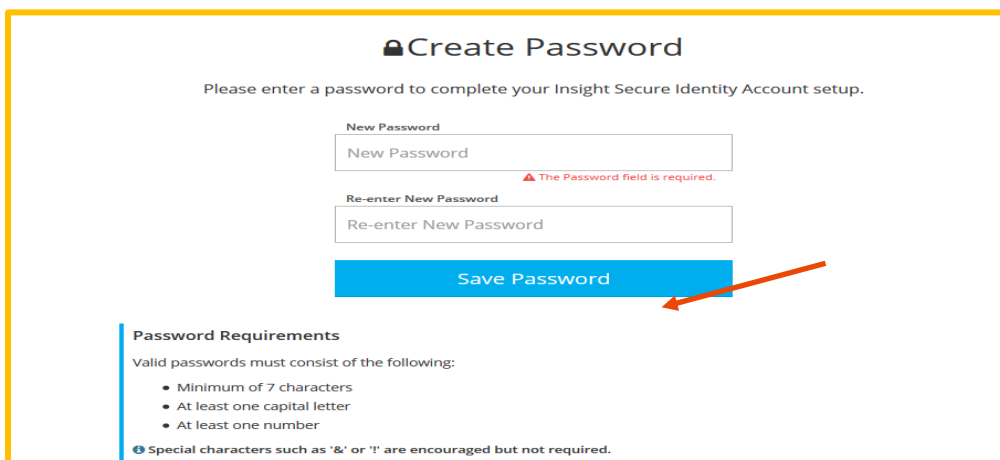 Create Password
Please enter a password to complete your Insight Secure Identity Account setup.
New Password
New Password
The Password field is required.
Re-enter New Password
Re-enter New Password
Save Password
Password Requirements
Valid passwords must consist of the following:
• Minimum of 7 characters
• At least one capital letter
• At least one number
Special characters such as '&' or '!' are encouraged but not required.